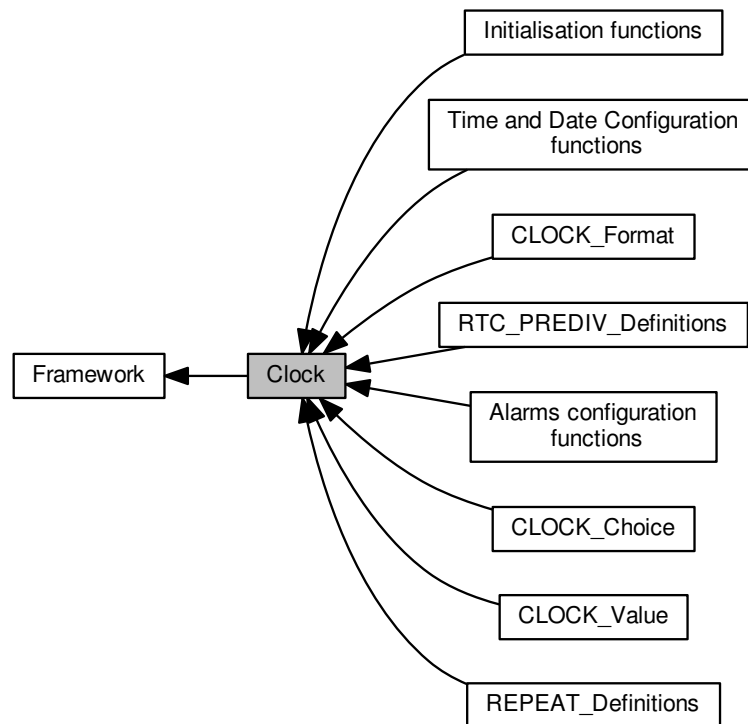 Initialisation functions
Time and Date Configuration
functions
CLOCK_Format
RTC_PREDIV_Definitions
Framework
Clock
Alarms configuration
functions
CLOCK_Choice
CLOCK_Value
REPEAT_Definitions